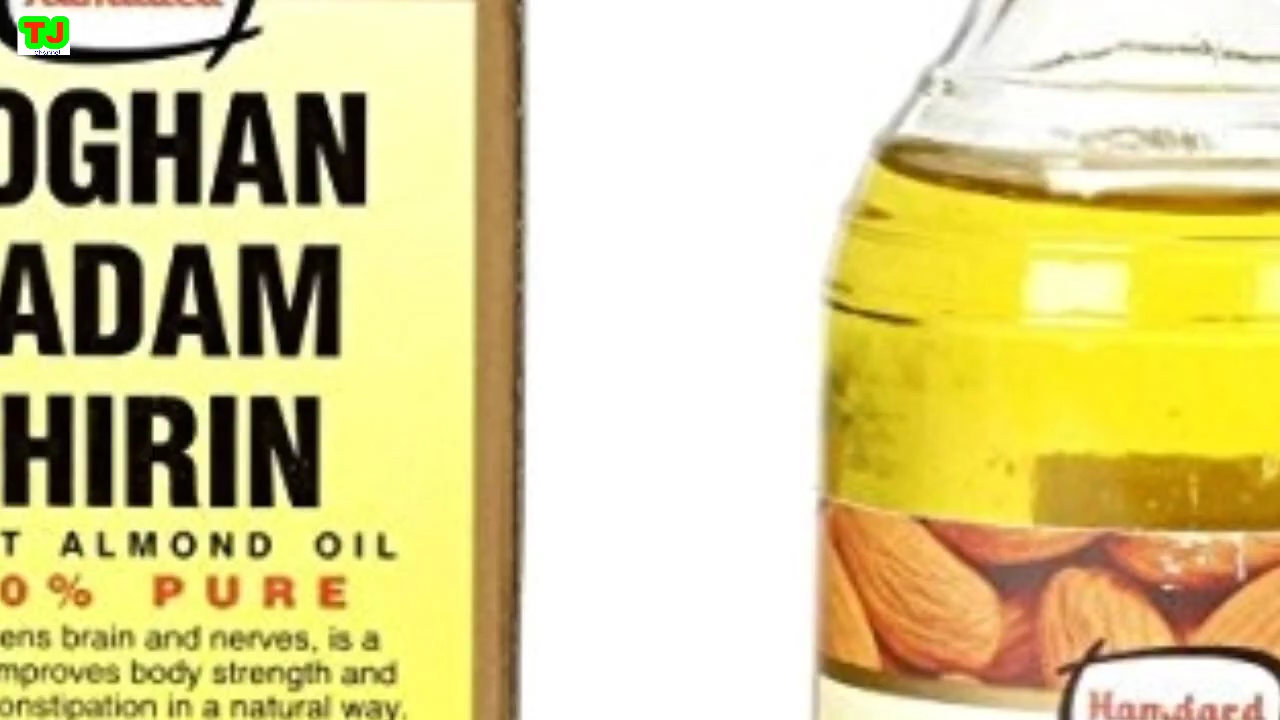 TJ
Channel
OGHAN
ADAM
HIRIN
T ALMOND OIL
0% PURE
ens brain and nerves, is a
mproves body strength and
onstipation in a natural way.
Hamdard